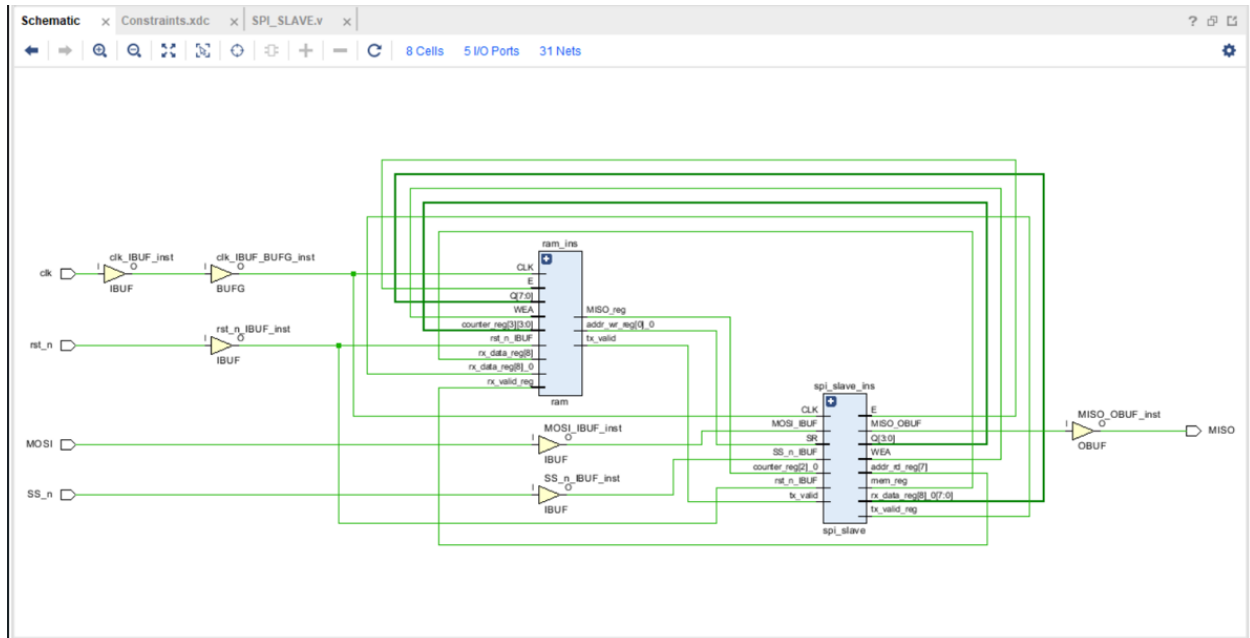 Schematic × Constraints.xdc × SPI_SLAVE.v ×
8 Cells 5 I/O Ports 31 Nets
clk
I
clk_IBUF_inst
O
IBUF
I
clk_IBUF_BUFG_inst
O
BUFG
rst_n
I
rst_n_IBUF_inst
O
IBUF
MOSI
I
MOSI_IBUF_inst
O
IBUF
SS_n
I
SS_n_IBUF_inst
O
IBUF
ram_ins
CLK
E
Q[7:0]
WEA
counter_reg[3][3:0]
rst_n_IBUF
rx_data_reg[8]
rx_data_reg[8]_0
rx_valid_reg
MISO_reg
addr_wr_reg[0]_0
tx_valid
ram
spi_slave_ins
CLK
MOSI_IBUF
SR
SS_n_IBUF
counter_reg[2]_0
rst_n_IBUF
tx_valid
E
MISO_OBUF
Q[3:0]
WEA
addr_rd_reg[7]
mem_reg
rx_data_reg[8]_0[7:0]
tx_valid_reg
spi_slave
I
MISO_OBUF_inst
O
OBUF
MISO